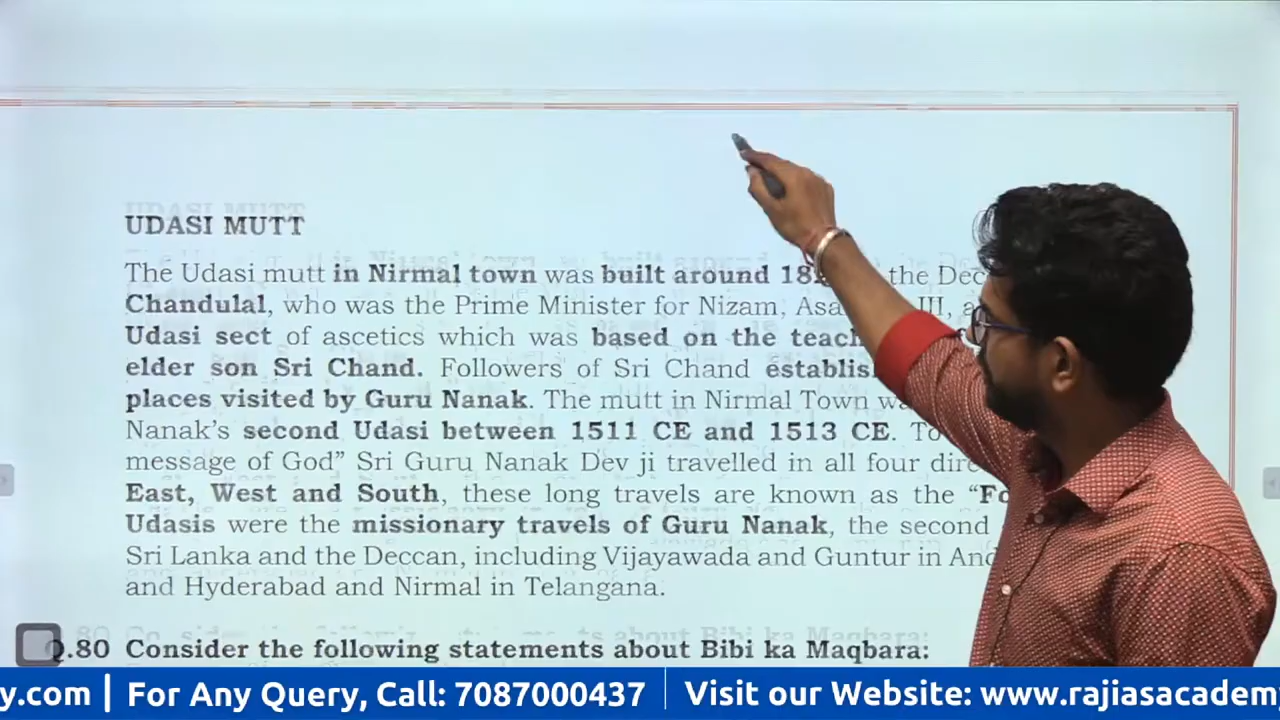 UDASI MUTT
The Udasi mutt in Nirmal town was built around 18 the Dec
Chandulal, who was the Prime Minister for Nizam, Asa III, a
Udasi sect of ascetics which was based on the teach
elder son Sri Chand. Followers of Sri Chand establis
places visited by Guru Nanak. The mutt in Nirmal Town wa
Nanak's second Udasi between 1511 CE and 1513 CE. To
message of God” Sri Guru Nanak Dev ji travelled in all four dire
East, West and South, these long travels are known as the “Fo
Udasis were the missionary travels of Guru Nanak, the second
Sri Lanka and the Deccan, including Vijayawada and Guntur in And
and Hyderabad and Nirmal in Telangana.
Q.80 Consider the following statements about Bibi ka Maqbara:
y.com | For Any Query, Call: 7087000437 | Visit our Website: www.rajiasacademy